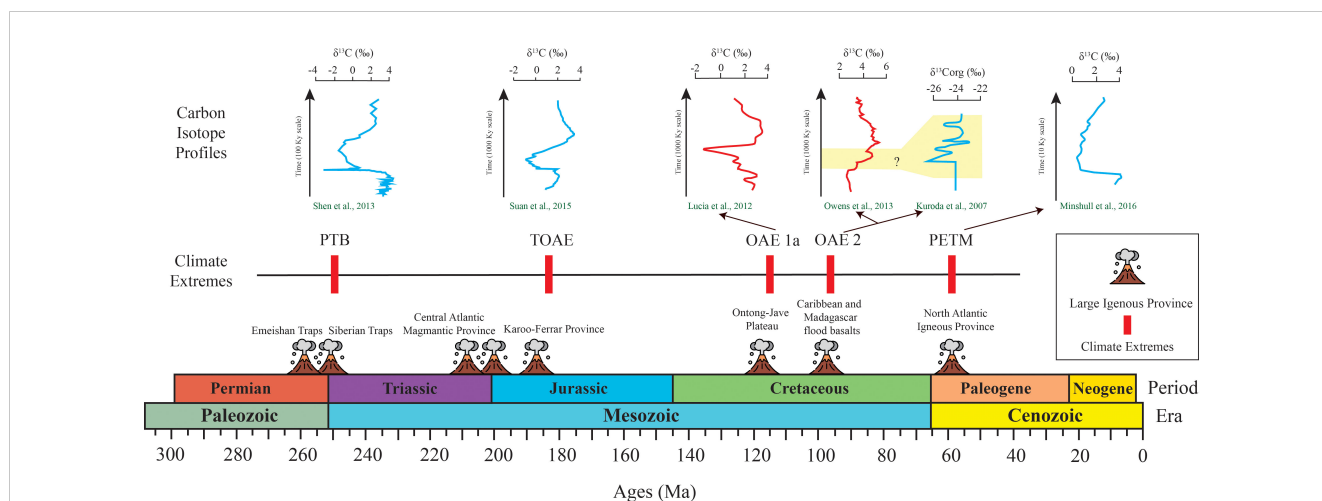 δ¹³C (‰)
-4 -2 0 2 4
δ¹³C (‰)
-2 0 2 4
δ¹³C (‰)
-2 0 2 4
δ¹³C (‰)
2 4 6
δ¹³Corg (‰)
-26 -24 -22
δ¹³C (‰)
0 2 4
Carbon
Isotope
Profiles
Time (100 Ky scale)
Time (1000 Ky scale)
Time (1000 Ky scale)
Time (1000 Ky scale)
?
Time (10 Ky scale)
Shen et al., 2013
Suan et al., 2015
Lucia et al., 2012
Owens et al., 2013
Kuroda et al., 2007
Minshull et al., 2016
Climate
Extremes
PTB
TOAE
OAE 1a
OAE 2
PETM
Large Igenous Province
Climate Extremes
Emeishan Traps
Siberian Traps
Central Atlantic
Magmantic Province
Karoo-Ferrar Province
Ontong-Jave
Plateau
Caribbean and
Madagascar
flood basalts
North Atlantic
Igneous Province
Permian Triassic Jurassic Cretaceous Paleogene Neogene Period
Paleozoic Mesozoic Cenozoic Era
300 280 260 240 220 200 180 160 140 120 100 80 60 40 20 0
Ages (Ma)